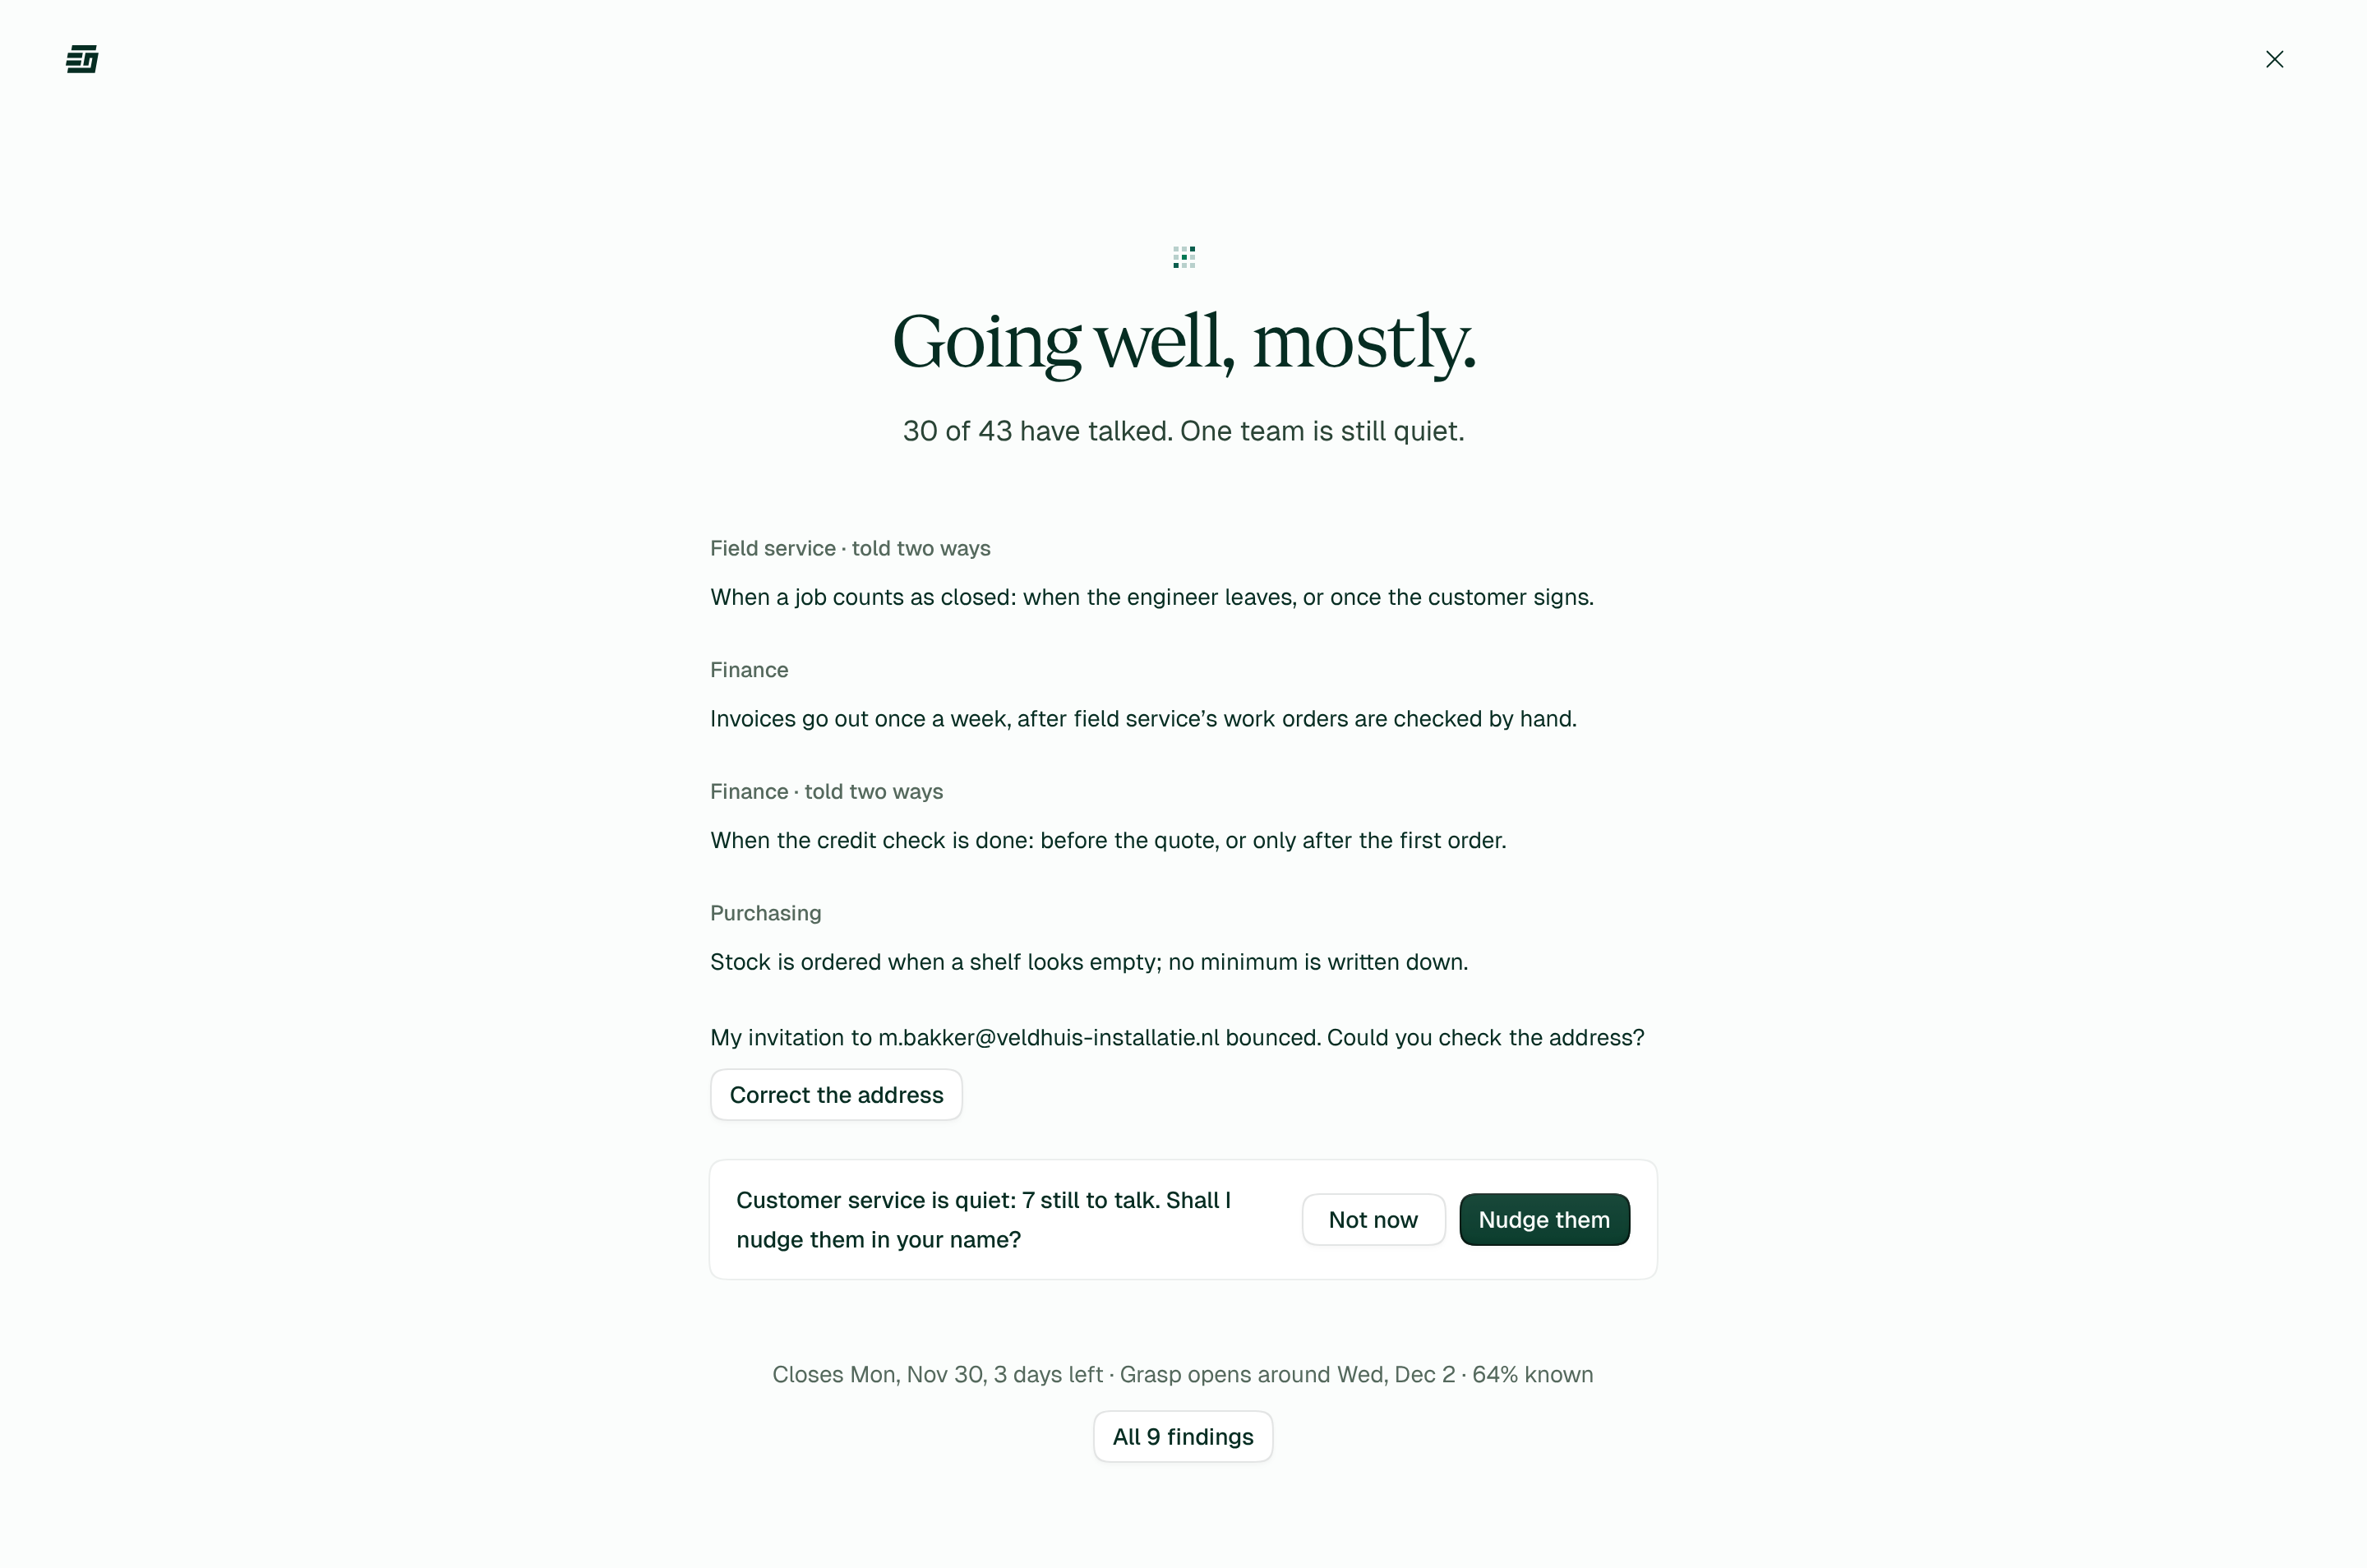 Going well, mostly.
30 of 43 have talked. One team is still quiet.
Field service · told two ways
When a job counts as closed: when the engineer leaves, or once the customer signs.
Finance
Invoices go out once a week, after field service’s work orders are checked by hand.
Finance · told two ways
When the credit check is done: before the quote, or only after the first order.
Purchasing
Stock is ordered when a shelf looks empty; no minimum is written down.
My invitation to m.bakker@veldhuis-installatie.nl bounced. Could you check the address?
Correct the address
Customer service is quiet: 7 still to talk. Shall I
nudge them in your name?
Not now
Nudge them
Closes Mon, Nov 30, 3 days left · Grasp opens around Wed, Dec 2 · 64% known
All 9 findings